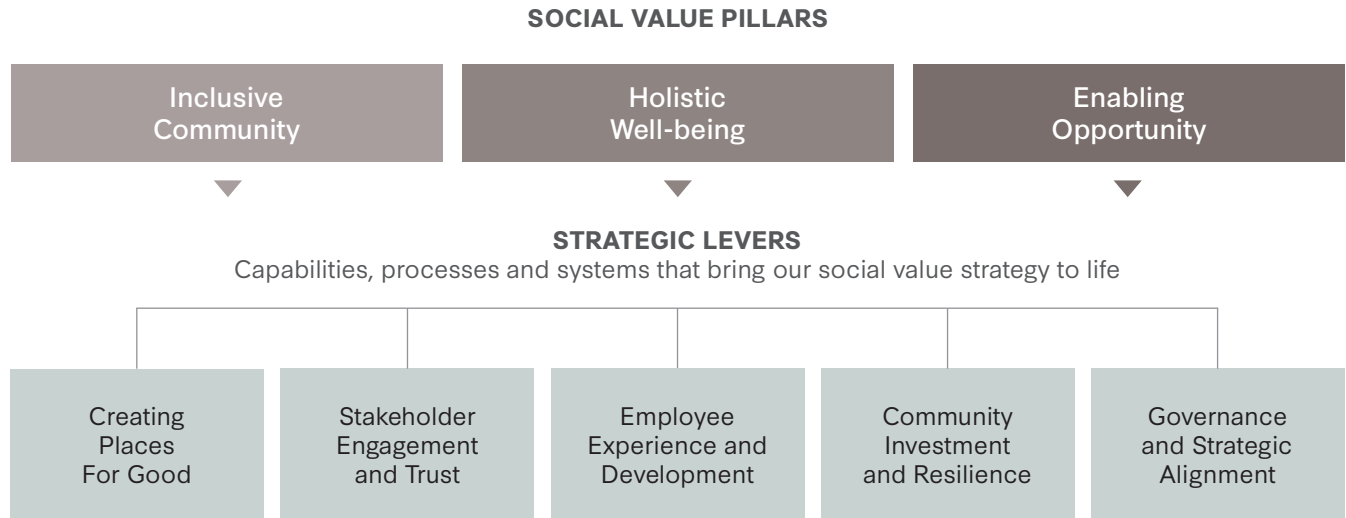 SOCIAL VALUE PILLARS
Inclusive
Community
Holistic
Well-being
Enabling
Opportunity
STRATEGIC LEVERS
Capabilities, processes and systems that bring our social value strategy to life
Creating
Places
For Good
Stakeholder
Engagement
and Trust
Employee
Experience and
Development
Community
Investment
and Resilience
Governance
and Strategic
Alignment